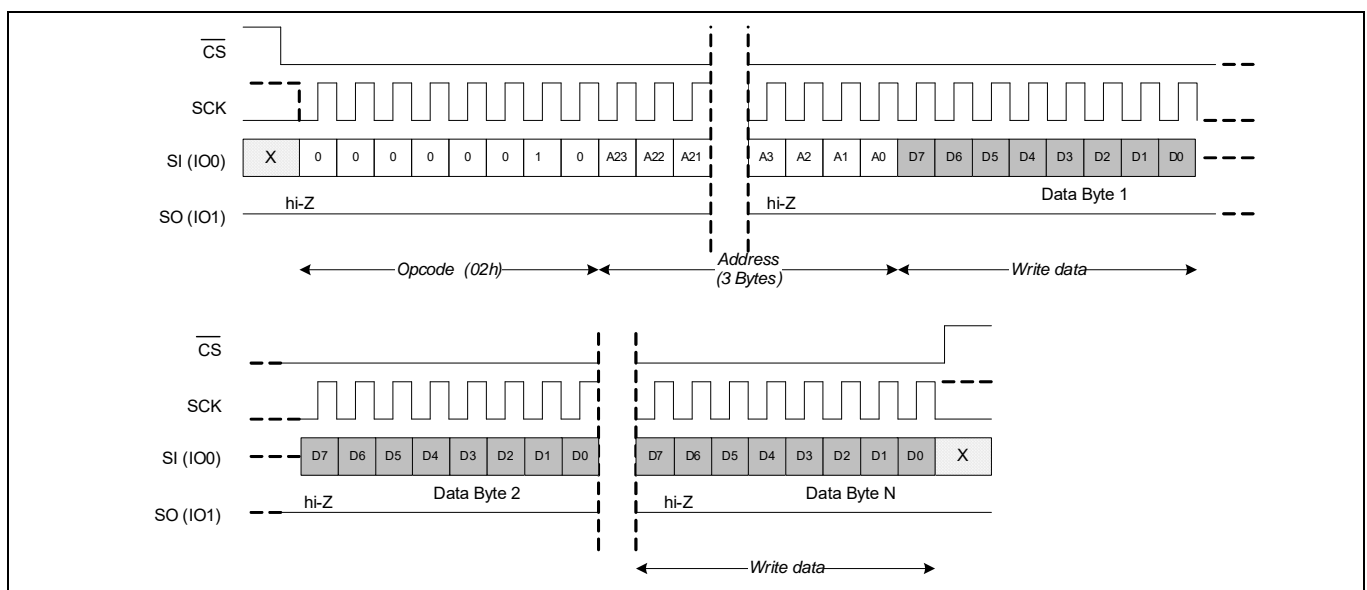 CS
SCK
SI (IO0) X 0 0 0 0 0 0 1 0 A23 A22 A21 A3 A2 A1 A0 D7 D6 D5 D4 D3 D2 D1 D0
hi-Z hi-Z Data Byte 1
SO (IO1)
Opcode (02h) Address (3 Bytes) Write data
CS
SCK
SI (IO0) D7 D6 D5 D4 D3 D2 D1 D0 D7 D6 D5 D4 D3 D2 D1 D0 X
hi-Z Data Byte 2 hi-Z Data Byte N
SO (IO1)
Write data